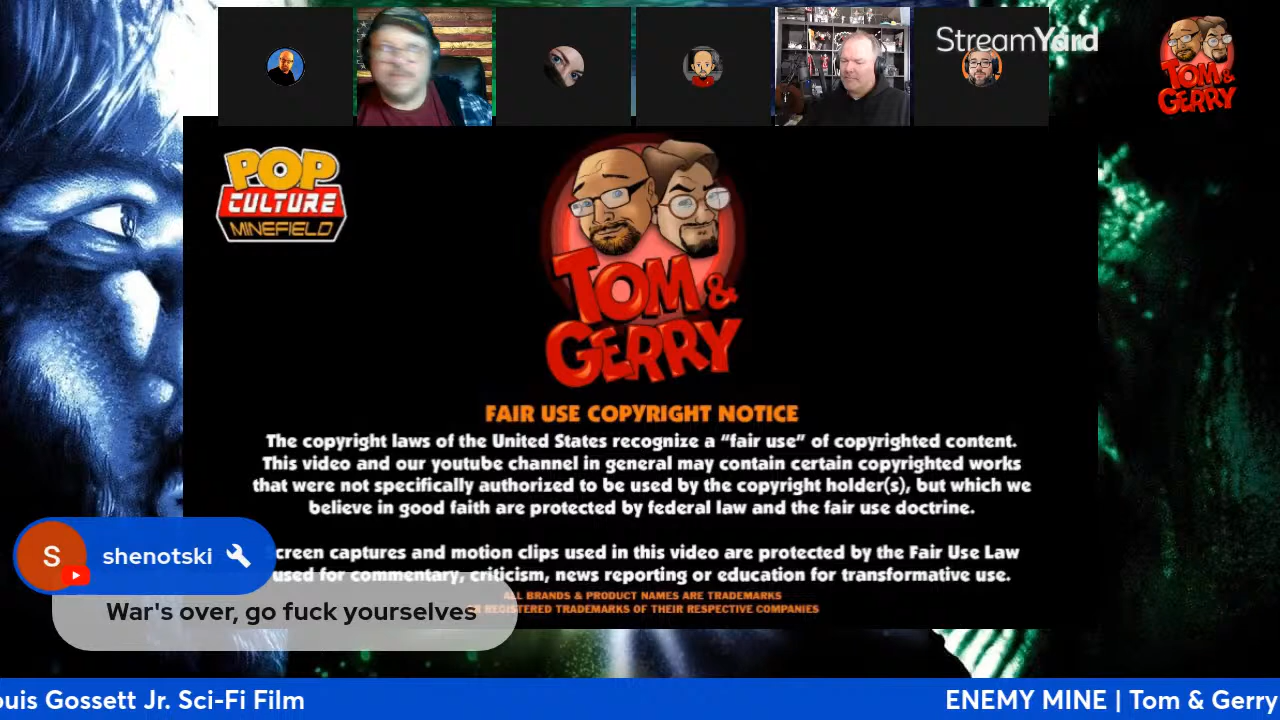 StreamYard
TOM &
GERRY
POP
CULTURE
MINEFIELD
TOM &
GERRY
FAIR USE COPYRIGHT NOTICE
The copyright laws of the United States recognize a “fair use” of copyrighted content.
This video and our youtube channel in general may contain certain copyrighted works
that were not specifically authorized to be used by the copyright holder(s), but which we
believe in good faith are protected by federal law and the fair use doctrine.
creen captures and motion clips used in this video are protected by the Fair Use Law
used for commentary, criticism, news reporting or education for transformative use.
ALL BRANDS & PRODUCT NAMES ARE TRADEMARKS
REGISTERED TRADEMARKS OF THEIR RESPECTIVE COMPANIES
S
shenotski
War's over, go fuck yourselves
ouis Gossett Jr. Sci-Fi Film
ENEMY MINE | Tom & Gerry